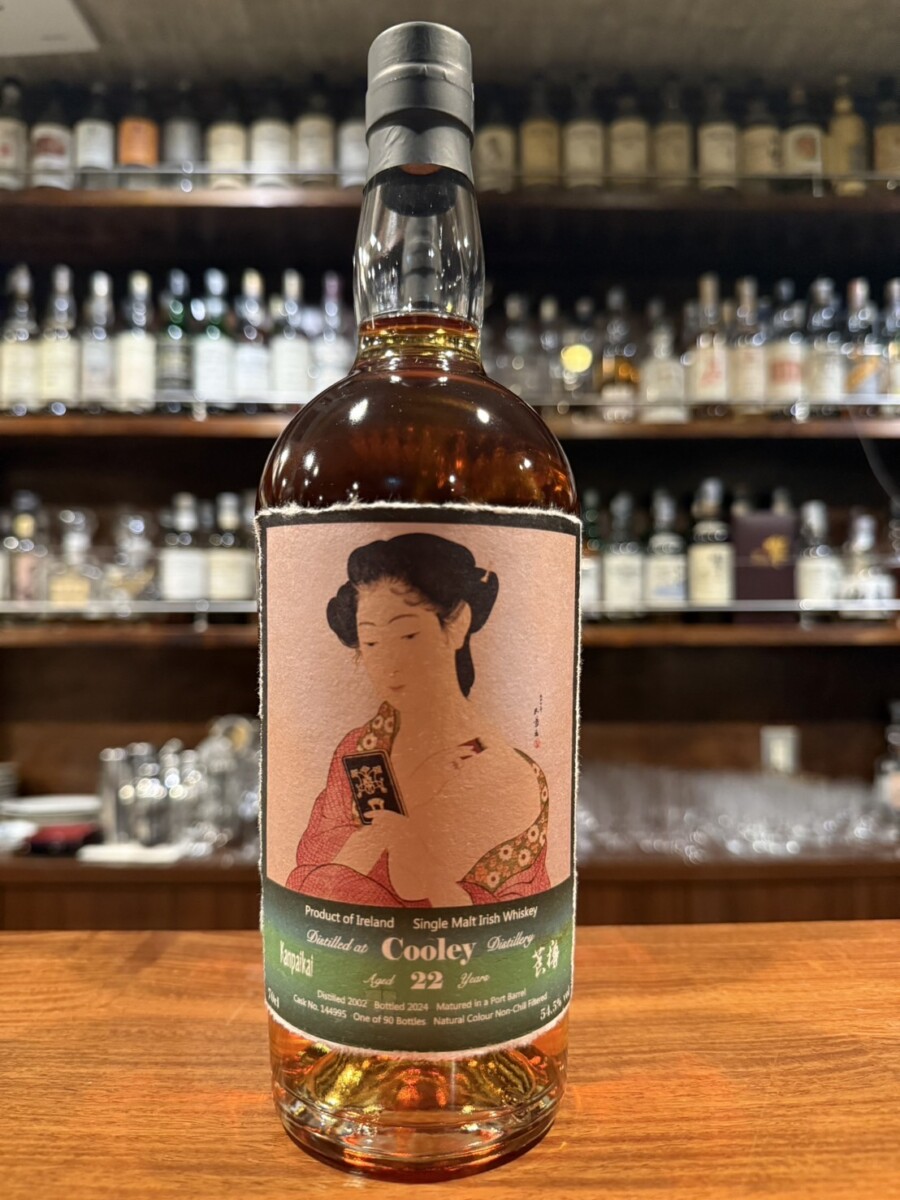 Product of Ireland Single Malt Irish Whiskey
Distilled at Cooley Distillery
Kanpaikai
Aged 22 Years
70cl
Distilled 2002 Bottled 2024 Matured in a Port Barrel
Cask No. 144995 One of 90 Bottles Natural Colour Non-Chill Filtered
54.5% vol